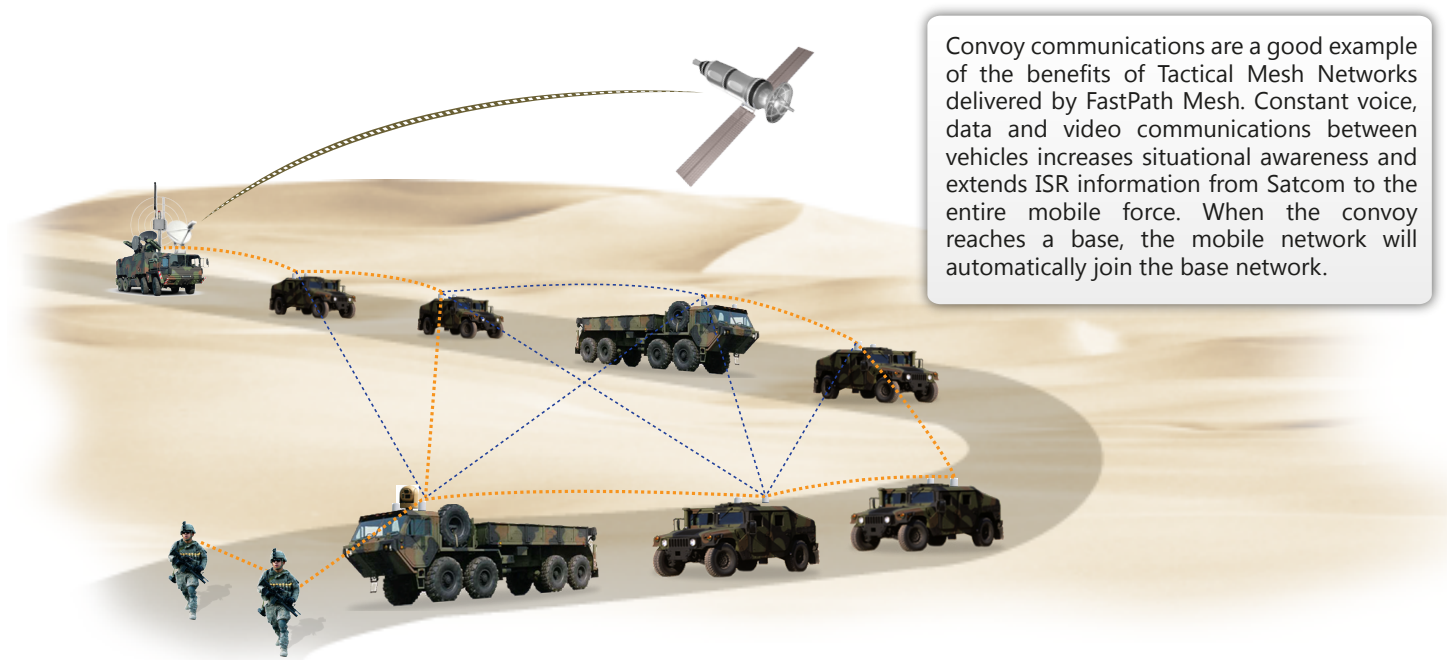 Convoy communications are a good example
of the benefits of Tactical Mesh Networks
delivered by FastPath Mesh. Constant voice,
data and video communications between
vehicles increases situational awareness and
extends ISR information from Satcom to the
entire mobile force. When the convoy
reaches a base, the mobile network will
automatically join the base network.